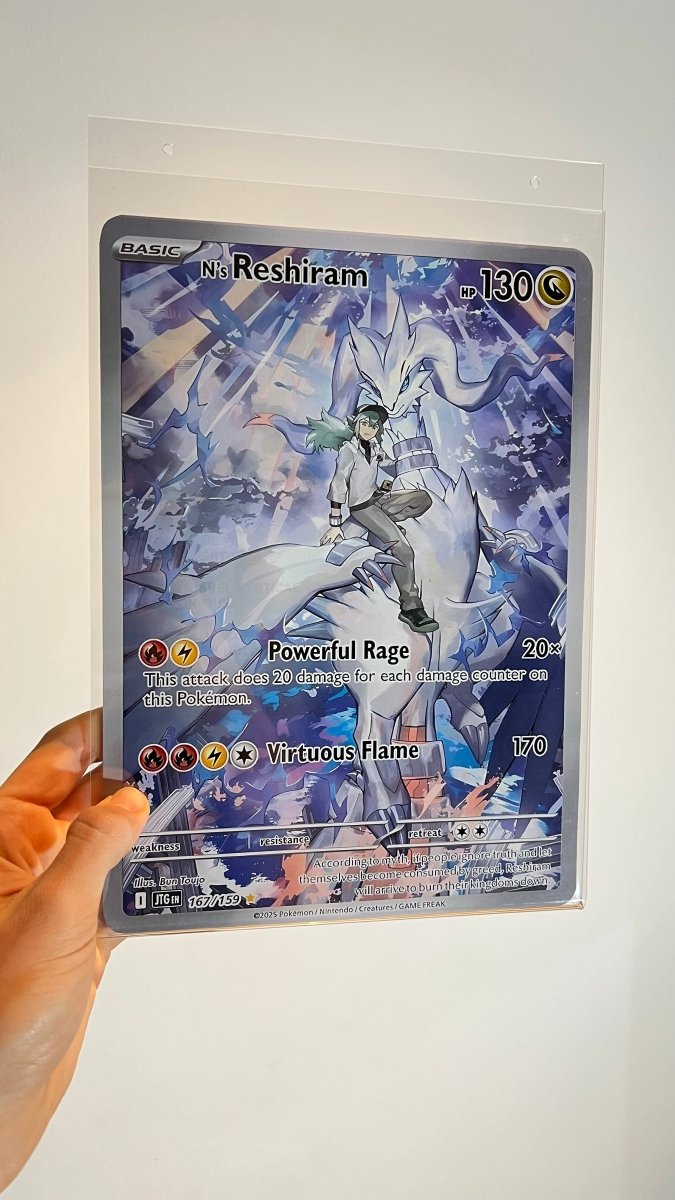 BASIC
N's Reshiram HP 130
Powerful Rage 20×
This attack does 20 damage for each damage counter on
this Pokémon.
Virtuous Flame 170
weakness resistance retreat
According to myth, if people ignore truth and let
themselves become consumed by greed, Reshiram
will arrive to burn their kingdoms down.
Illus. Bun Toujo
I JTG EN 167/159
©2025 Pokémon / Nintendo / Creatures / GAME FREAK